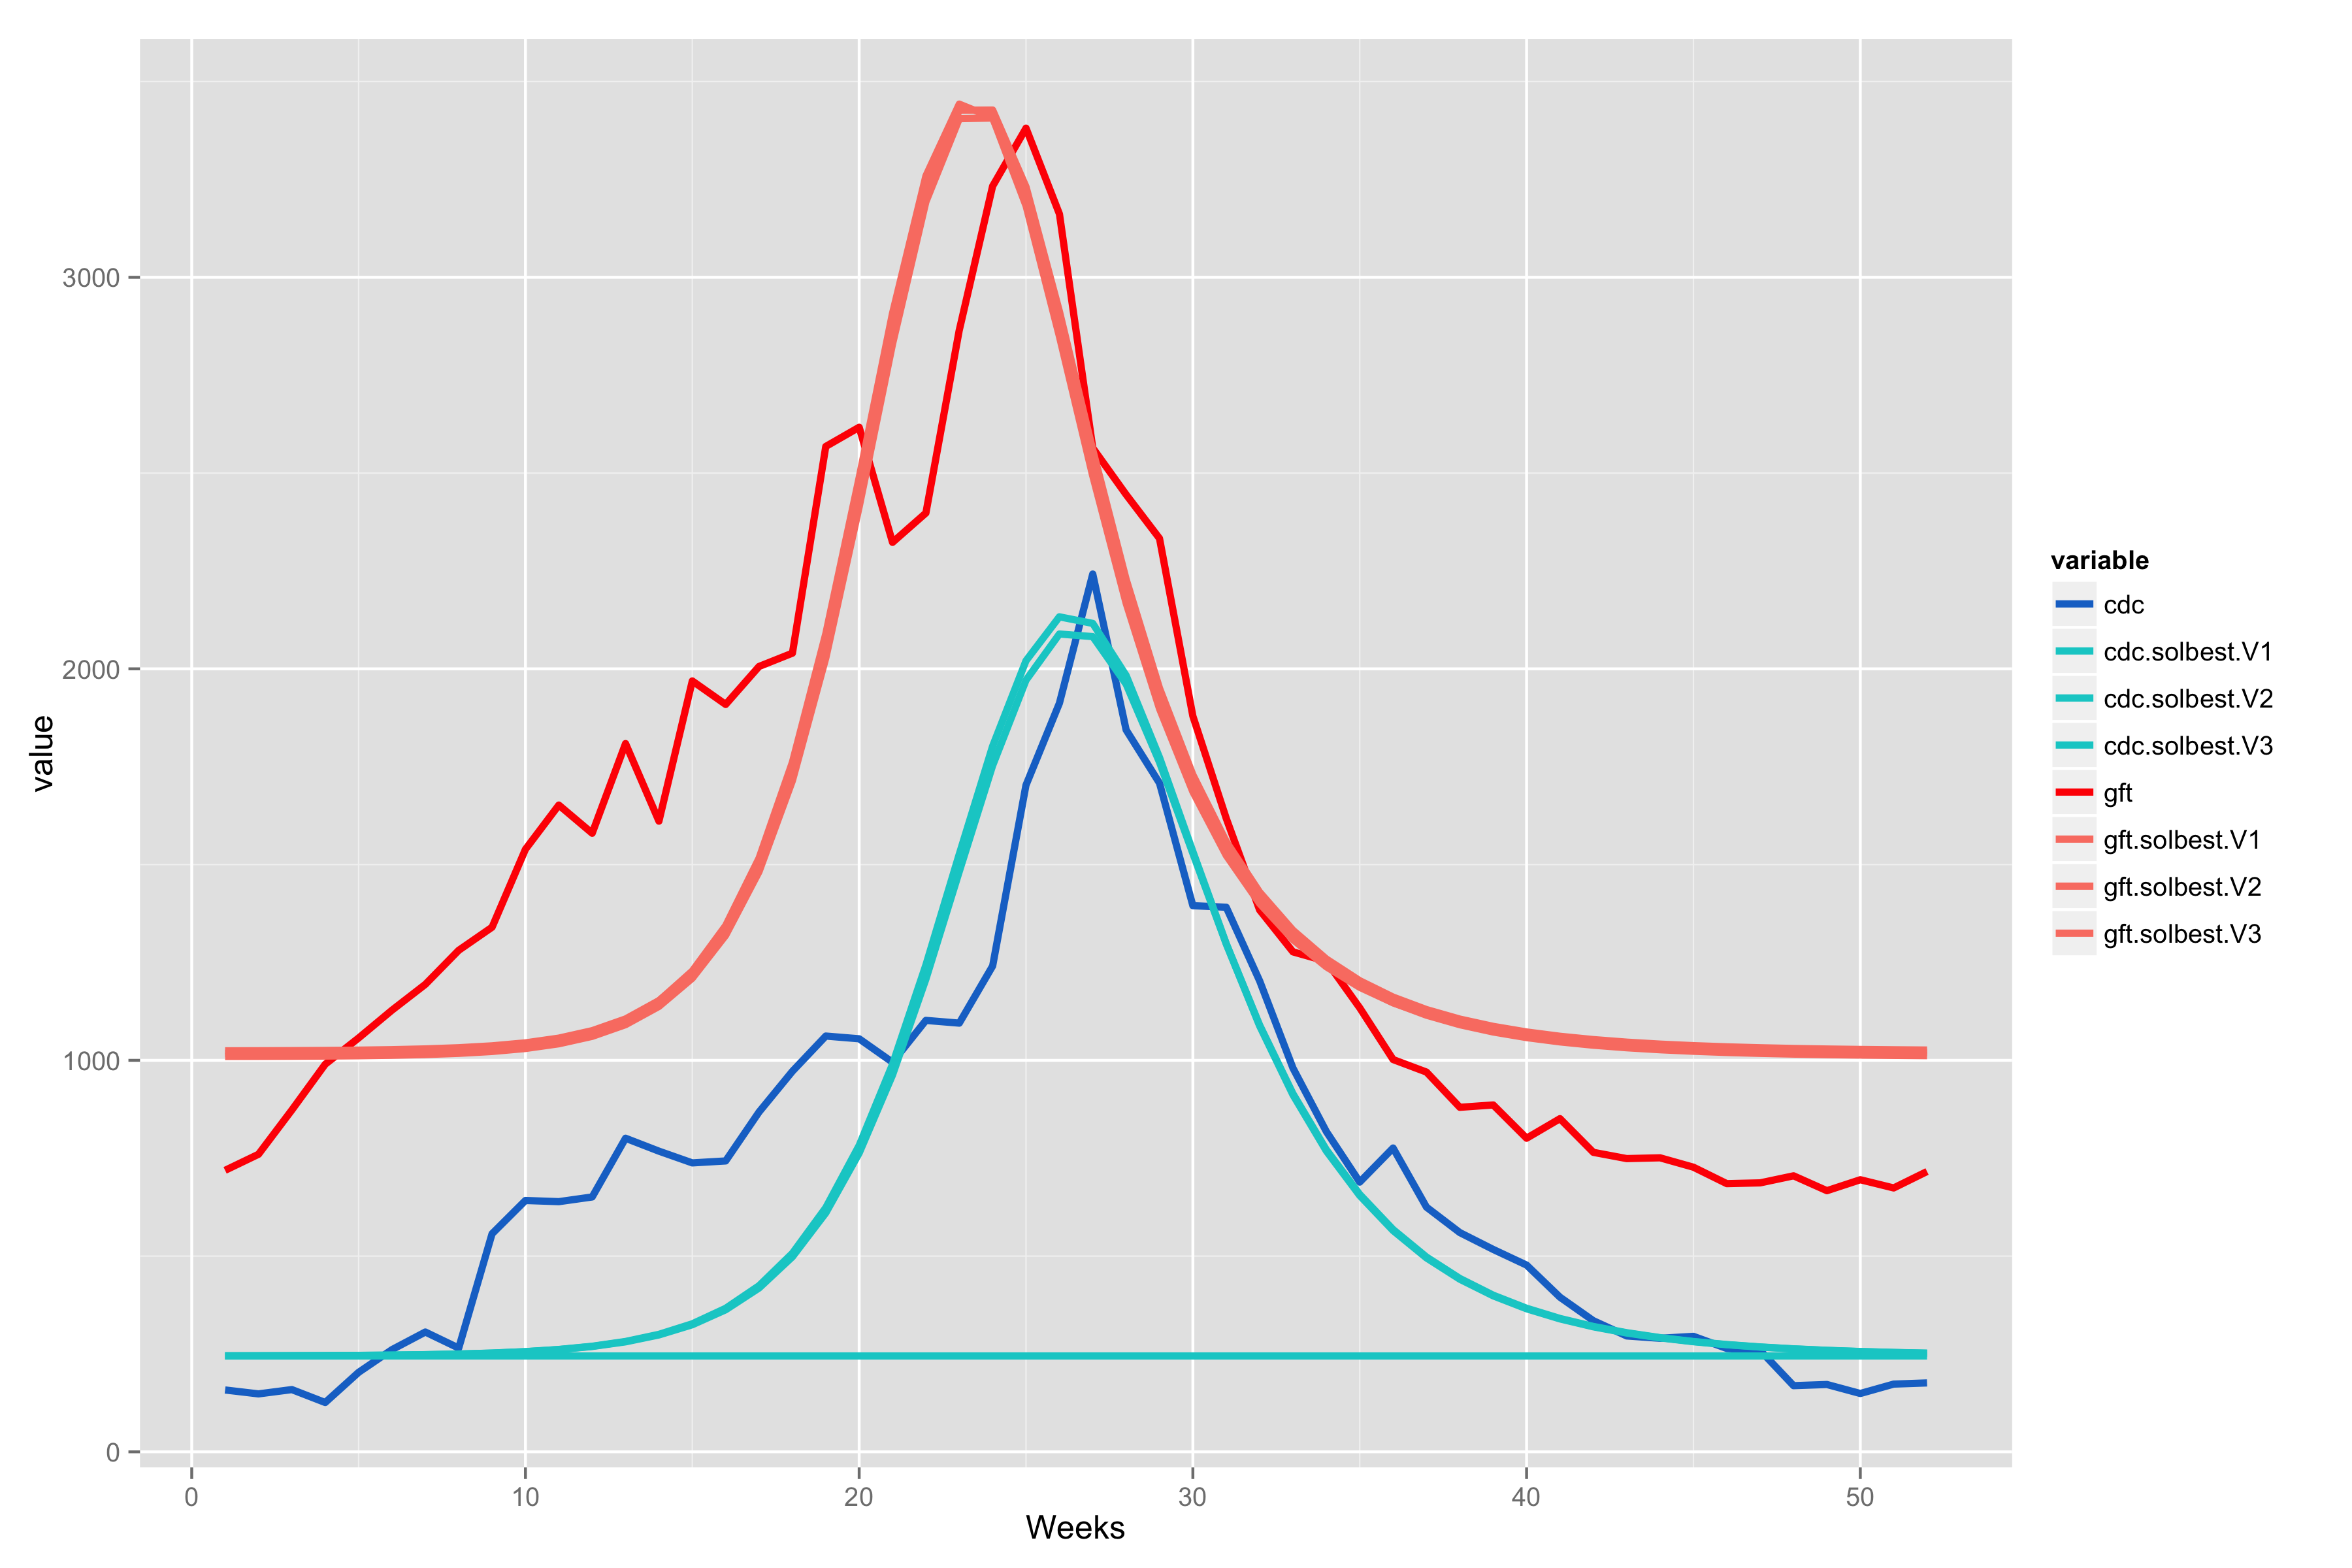 3000
2000
1000
0
value
0 10 20 30 40 50
Weeks
variable
cdc
cdc.solbest.V1
cdc.solbest.V2
cdc.solbest.V3
gft
gft.solbest.V1
gft.solbest.V2
gft.solbest.V3